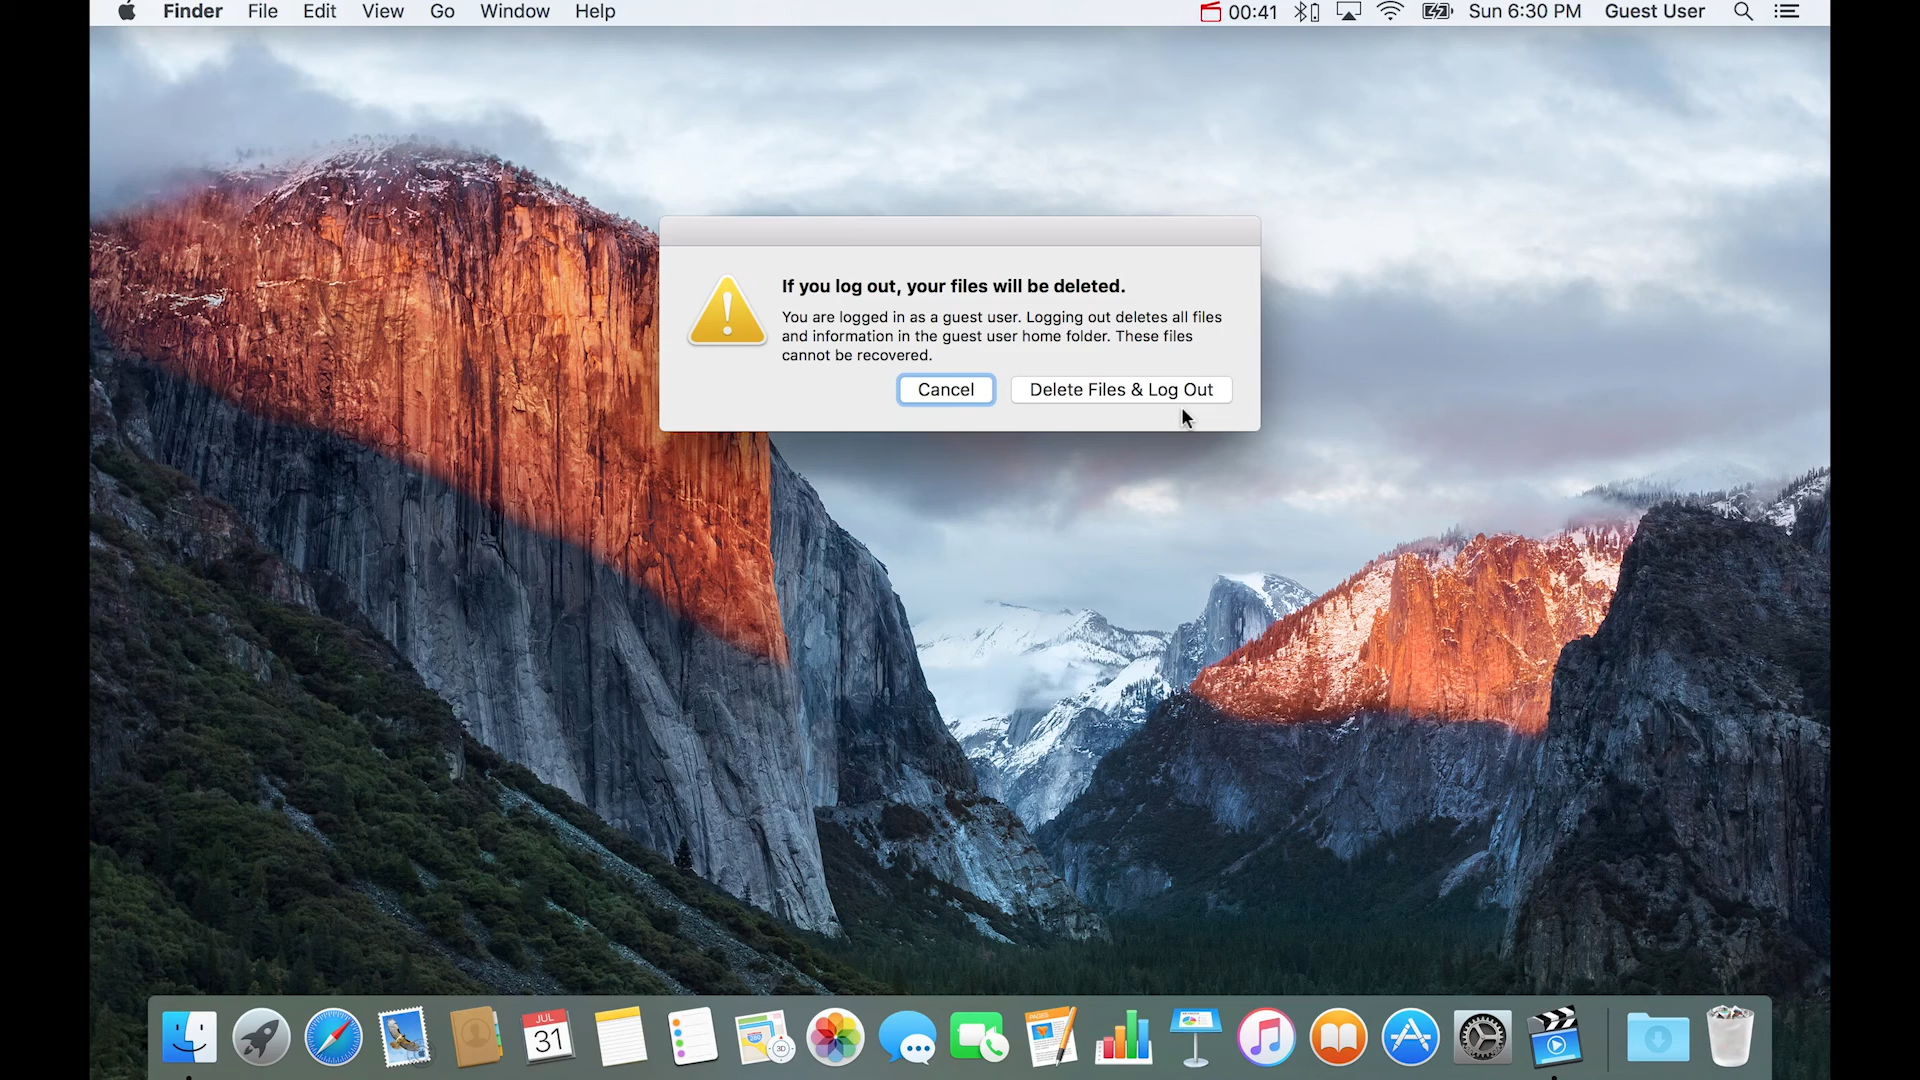 Finder File Edit View Go Window Help 00:41 Sun 6:30 PM Guest User
If you log out, your files will be deleted.
You are logged in as a guest user. Logging out deletes all files
and information in the guest user home folder. These files
cannot be recovered.
Cancel Delete Files & Log Out
JUL
31
3D
PAGES